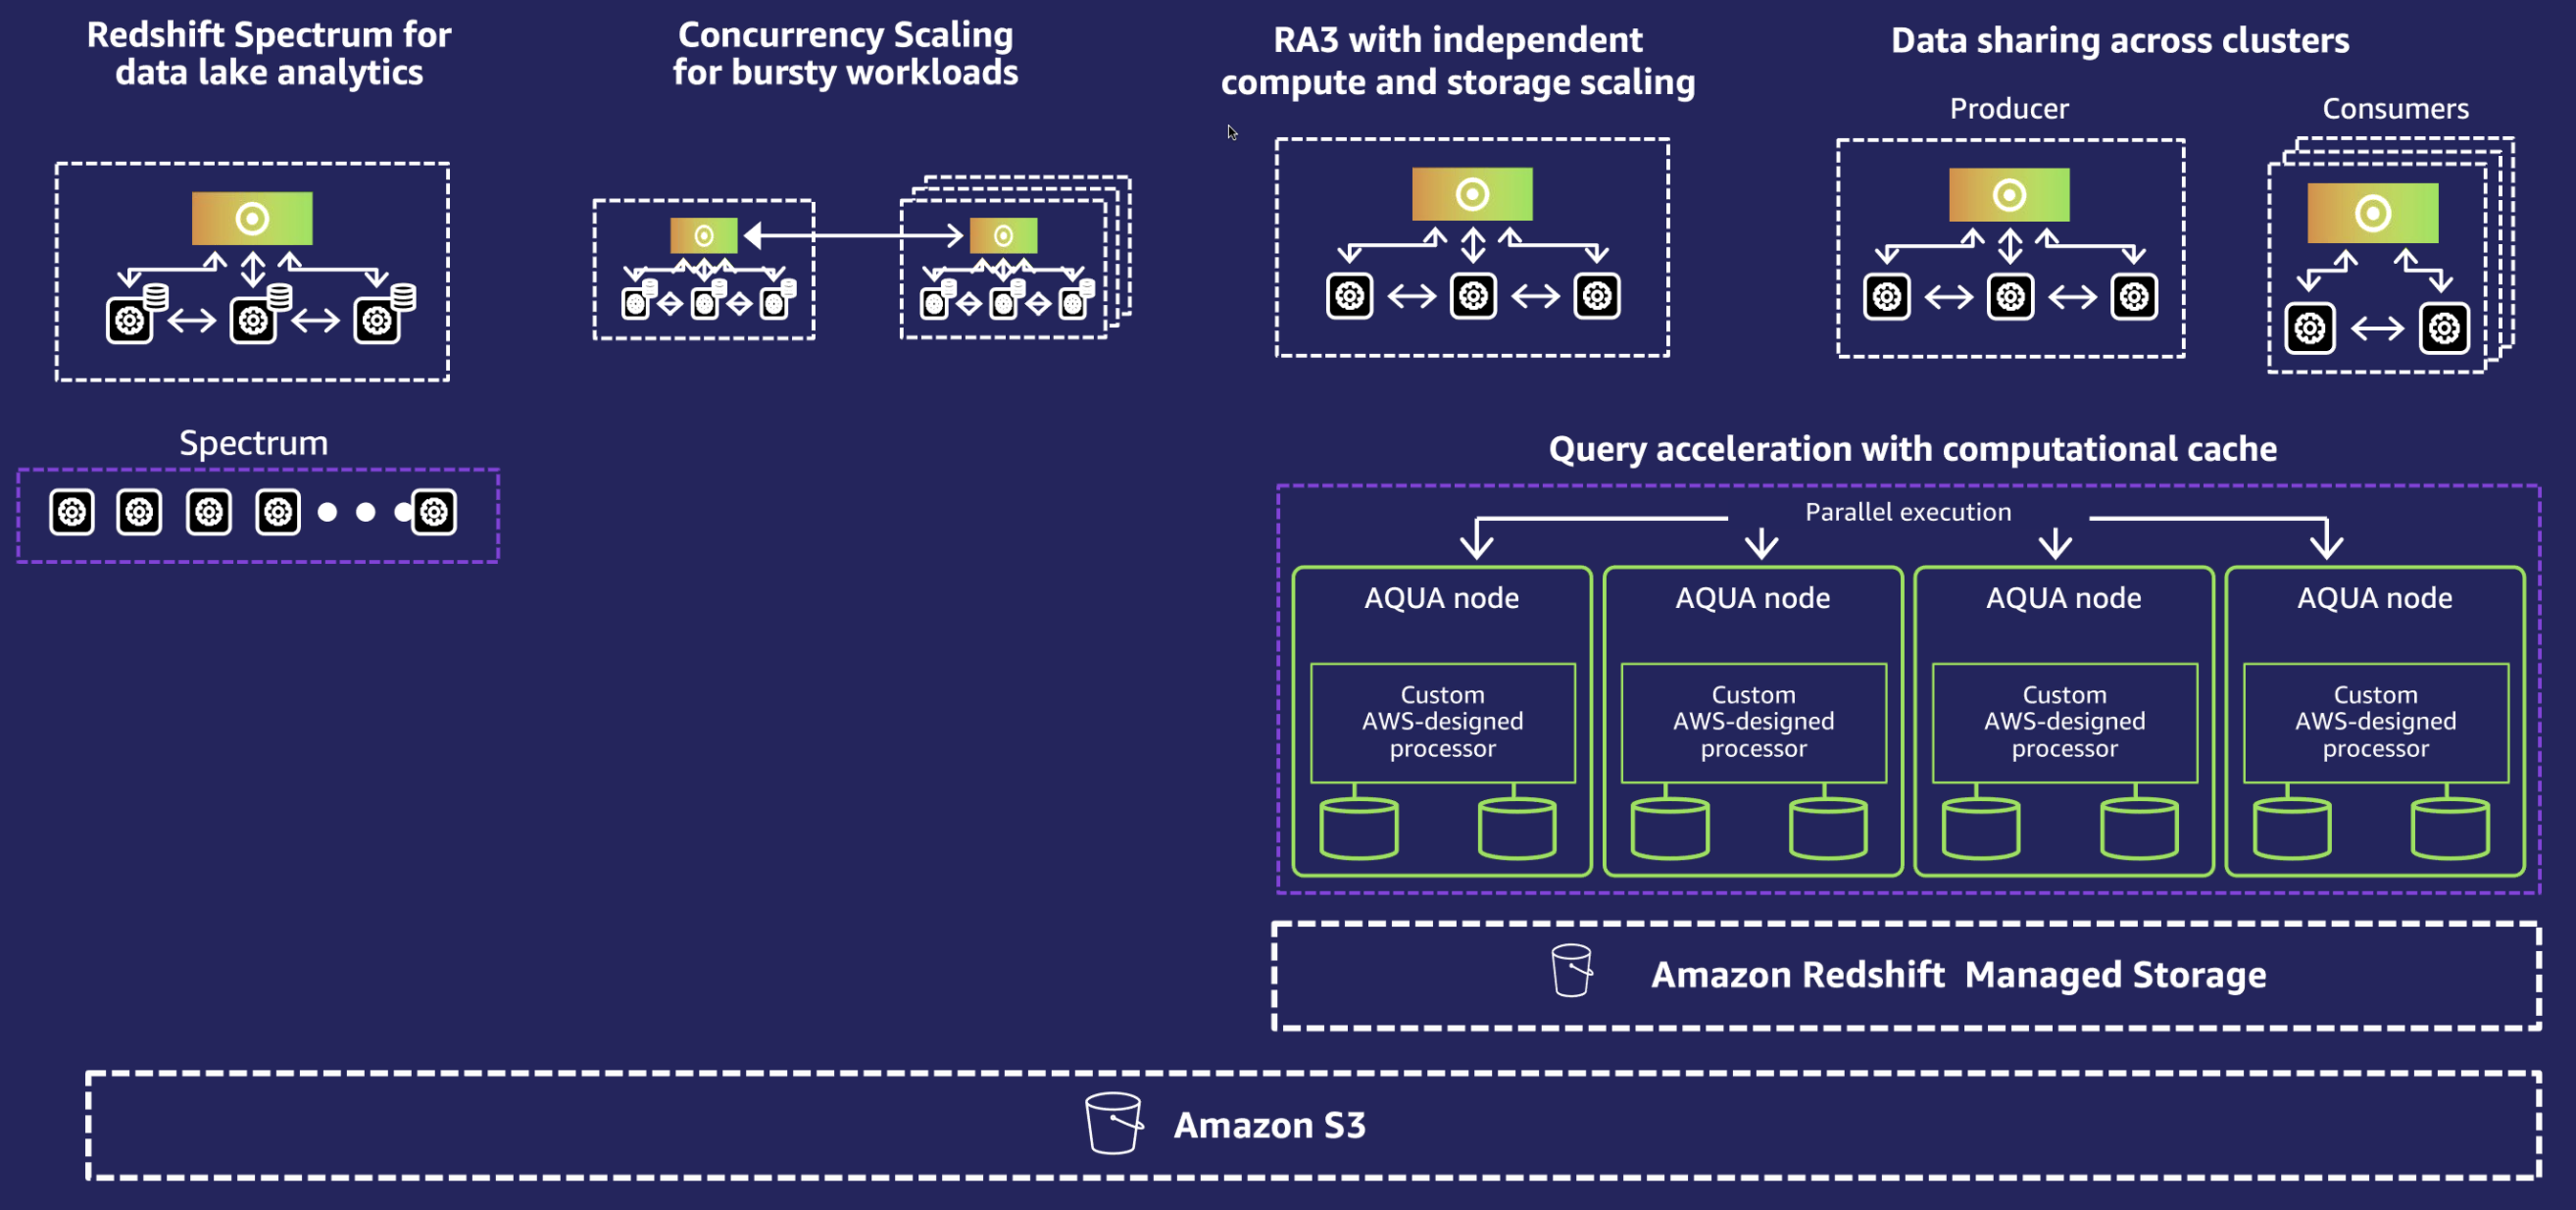 Redshift Spectrum for
data lake analytics
Concurrency Scaling
for bursty workloads
RA3 with independent
compute and storage scaling
Data sharing across clusters
Producer
Consumers
Spectrum
Query acceleration with computational cache
Parallel execution
AQUA node
AQUA node
AQUA node
AQUA node
Custom
AWS-designed
processor
Custom
AWS-designed
processor
Custom
AWS-designed
processor
Custom
AWS-designed
processor
Amazon Redshift Managed Storage
Amazon S3